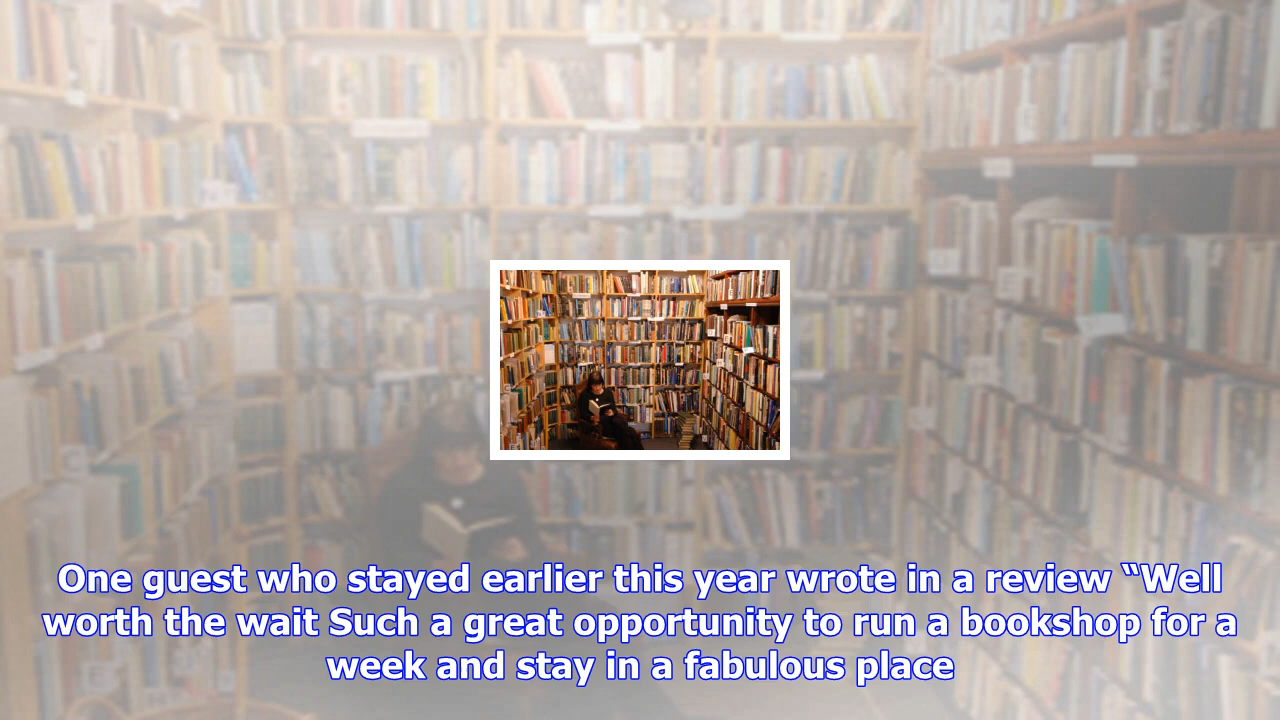 One guest who stayed earlier this year wrote in a review “Well
worth the wait Such a great opportunity to run a bookshop for a
week and stay in a fabulous place